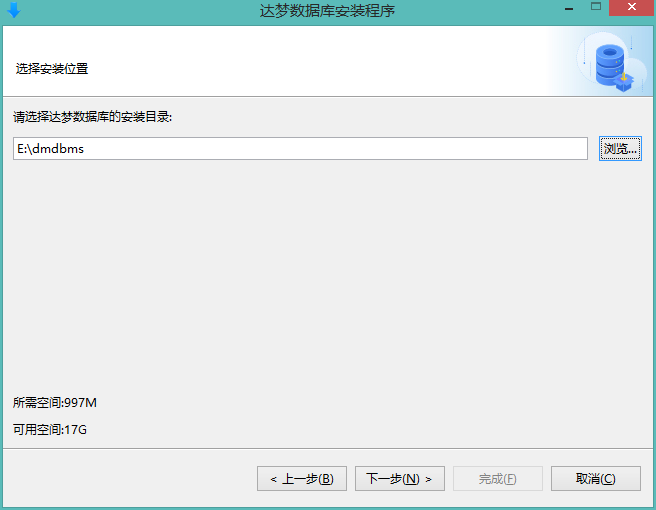 达梦数据库安装程序
选择安装位置
请选择达梦数据库的安装目录:
E:\dmdbms
浏览...
所需空间:997M
可用空间:17G
< 上一步(B)
下一步(N) >
完成(F)
取消(C)